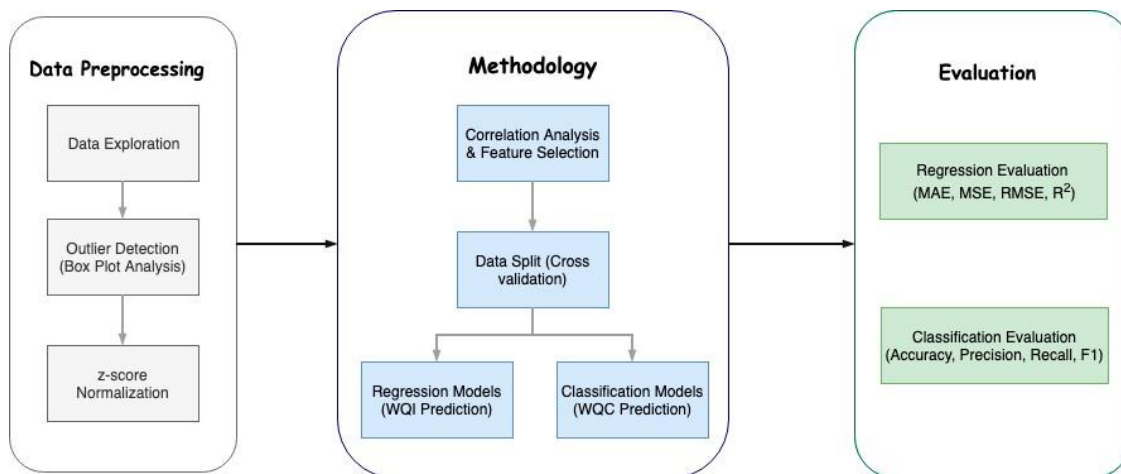 Data Preprocessing
Data Exploration
Outlier Detection
(Box Plot Analysis)
z-score
Normalization
Methodology
Correlation Analysis
& Feature Selection
Data Split (Cross
validation)
Regression Models
(WQI Prediction)
Classification Models
(WQC Prediction)
Evaluation
Regression Evaluation
(MAE, MSE, RMSE, R²)
Classification Evaluation
(Accuracy, Precision, Recall, F1)